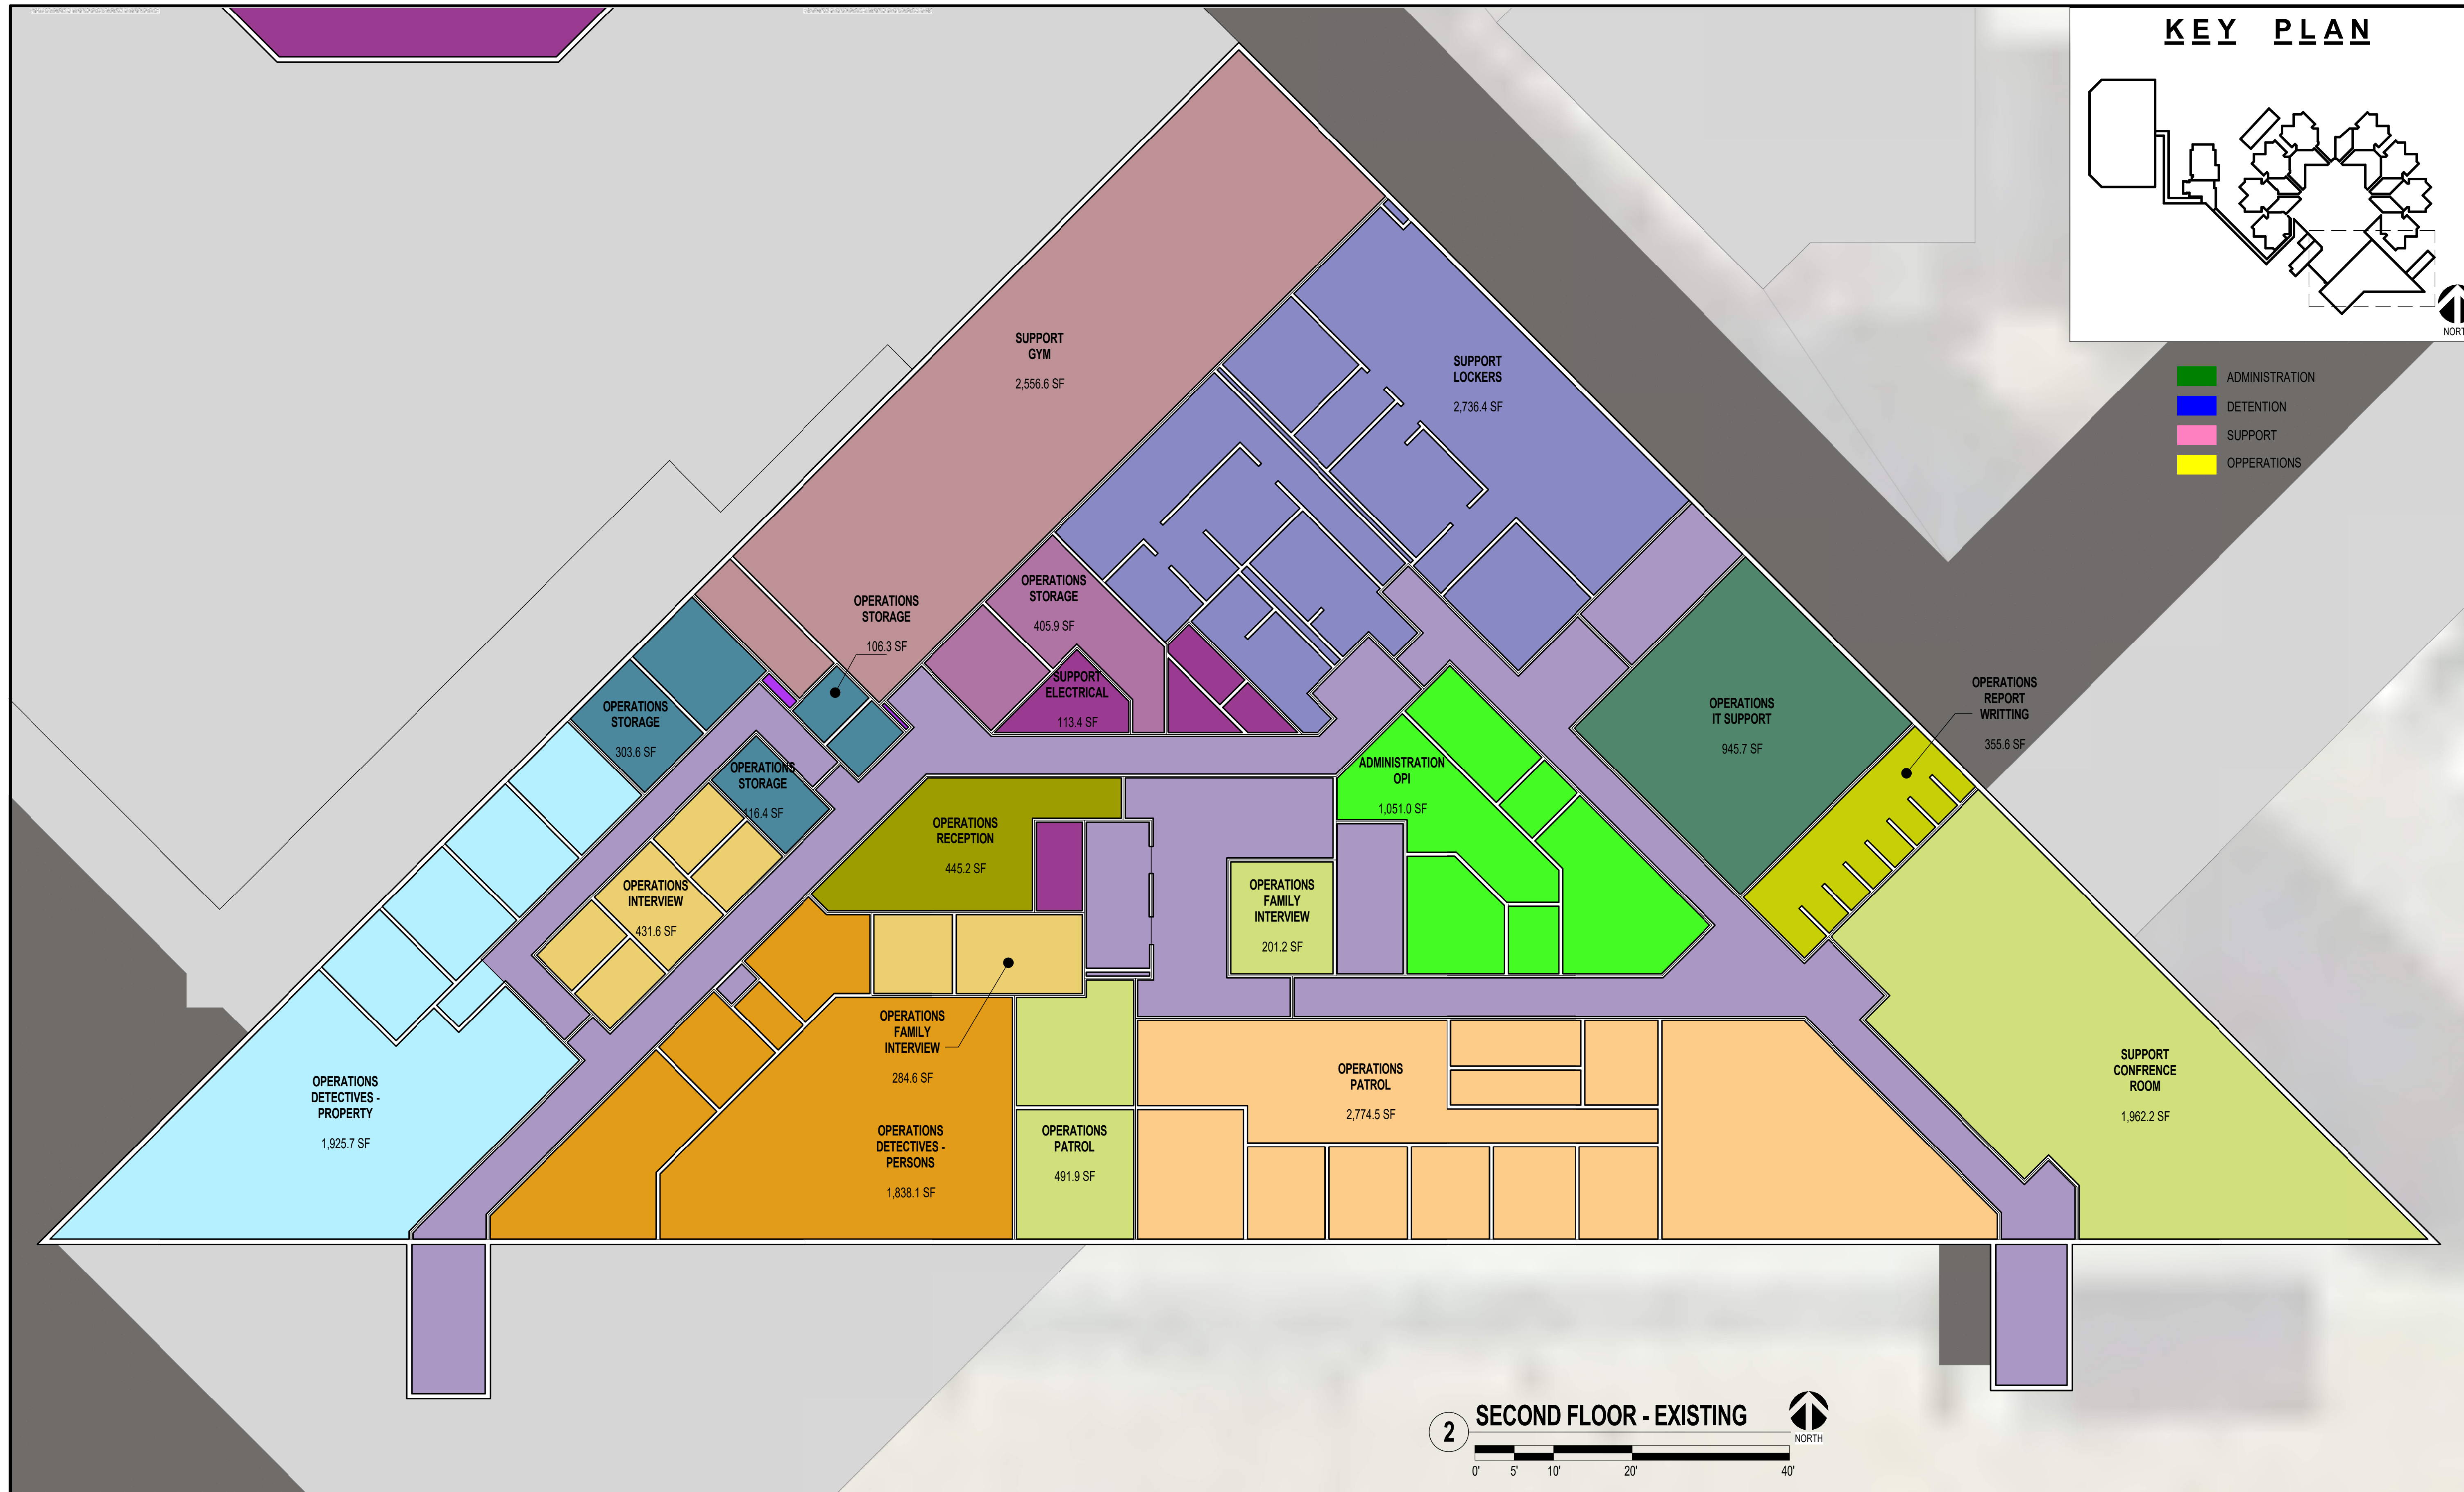 KEY PLAN
NORT
ADMINISTRATION
DETENTION
SUPPORT
OPPERATIONS
SUPPORT
GYM
2,556.6 SF
SUPPORT
LOCKERS
2,736.4 SF
OPERATIONS
STORAGE
405.9 SF
OPERATIONS
STORAGE
106.3 SF
SUPPORT
ELECTRICAL
113.4 SF
OPERATIONS
STORAGE
303.6 SF
OPERATIONS
STORAGE
116.4 SF
OPERATIONS
IT SUPPORT
945.7 SF
OPERATIONS
REPORT
WRITTING
355.6 SF
ADMINISTRATION
OPI
1,051.0 SF
OPERATIONS
RECEPTION
445.2 SF
OPERATIONS
INTERVIEW
431.6 SF
OPERATIONS
FAMILY
INTERVIEW
201.2 SF
OPERATIONS
FAMILY
INTERVIEW
284.6 SF
OPERATIONS
DETECTIVES -
PROPERTY
1,925.7 SF
OPERATIONS
DETECTIVES -
PERSONS
1,838.1 SF
OPERATIONS
PATROL
491.9 SF
OPERATIONS
PATROL
2,774.5 SF
SUPPORT
CONFRENCE
ROOM
1,962.2 SF
2
SECOND FLOOR - EXISTING
NORTH
0' 5' 10' 20' 40'